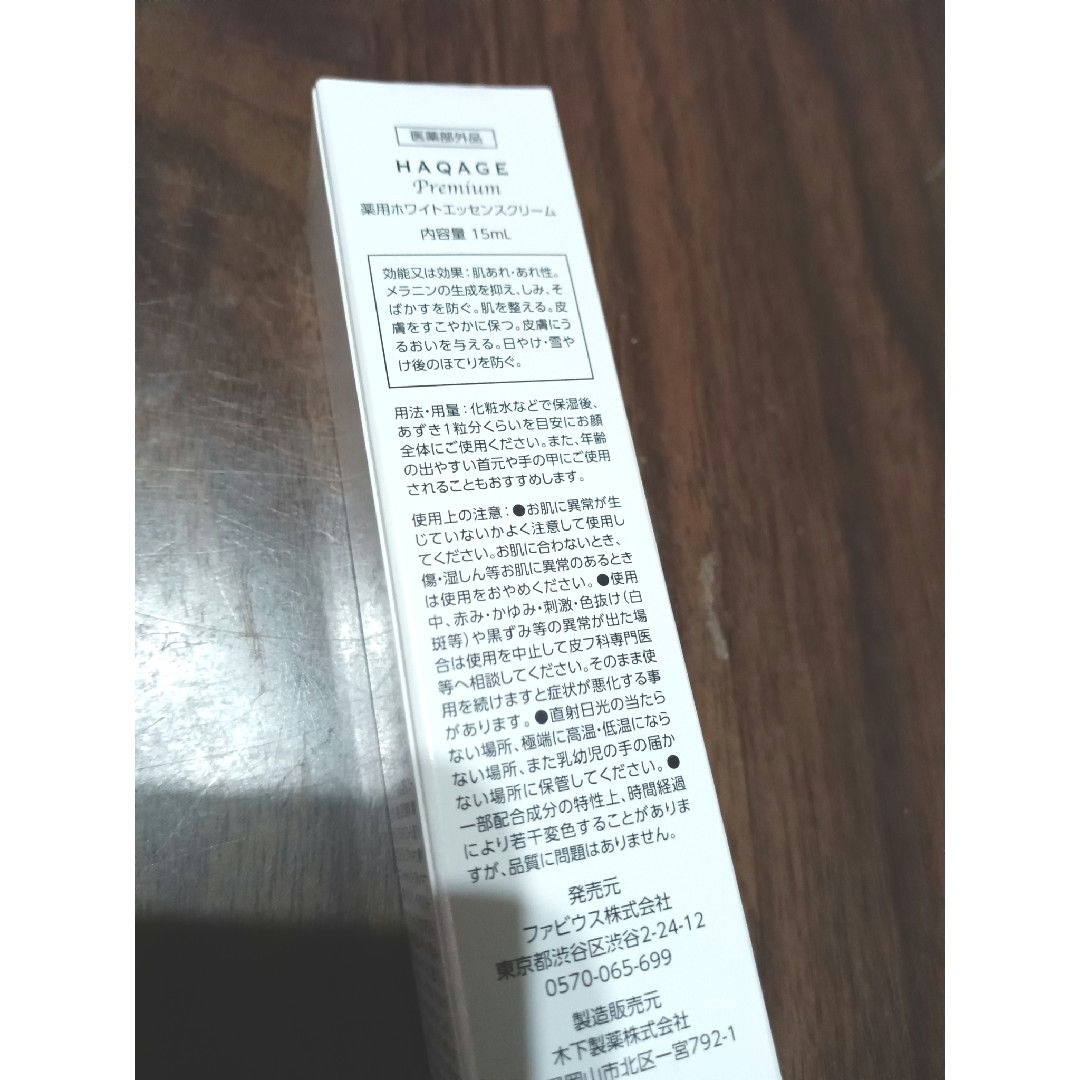 医薬部外品
HAQAGE
Premium
薬用ホワイトエッセンスクリーム
内容量 15mL
効能又は効果：肌あれ・あれ性。
メラニンの生成を抑え、しみ、そ
ばかすを防ぐ。肌を整える。皮
膚をすこやかに保つ。皮膚にう
るおいを与える。日やけ・雪や
け後のほてりを防ぐ。
用法・用量：化粧水などで保湿後、
あずき1粒分くらいを目安にお顔
全体にご使用ください。また、年齢
の出やすい首元や手の甲にご使用
されることもおすすめします。
使用上の注意：●お肌に異常が生
じていないかよく注意して使用し
てください。お肌に合わないとき、
傷・湿しん等お肌に異常のあるとき
は使用をおやめください。●使用
中、赤み・かゆみ・刺激・色抜け（白
斑等）や黒ずみ等の異常が出た場
合は使用を中止して皮フ科専門医
等へ相談してください。そのまま使
用を続けますと症状が悪化する事
があります。●直射日光の当たら
ない場所、極端に高温・低温になら
ない場所、また乳幼児の手の届か
ない場所に保管してください。●
一部配合成分の特性上、時間経過
により若干変色することがありま
すが、品質に問題はありません。
発売元
ファビウス株式会社
東京都渋谷区渋谷2-24-12
0570-065-699
製造販売元
木下製薬株式会社
岡山市北区一宮792-1